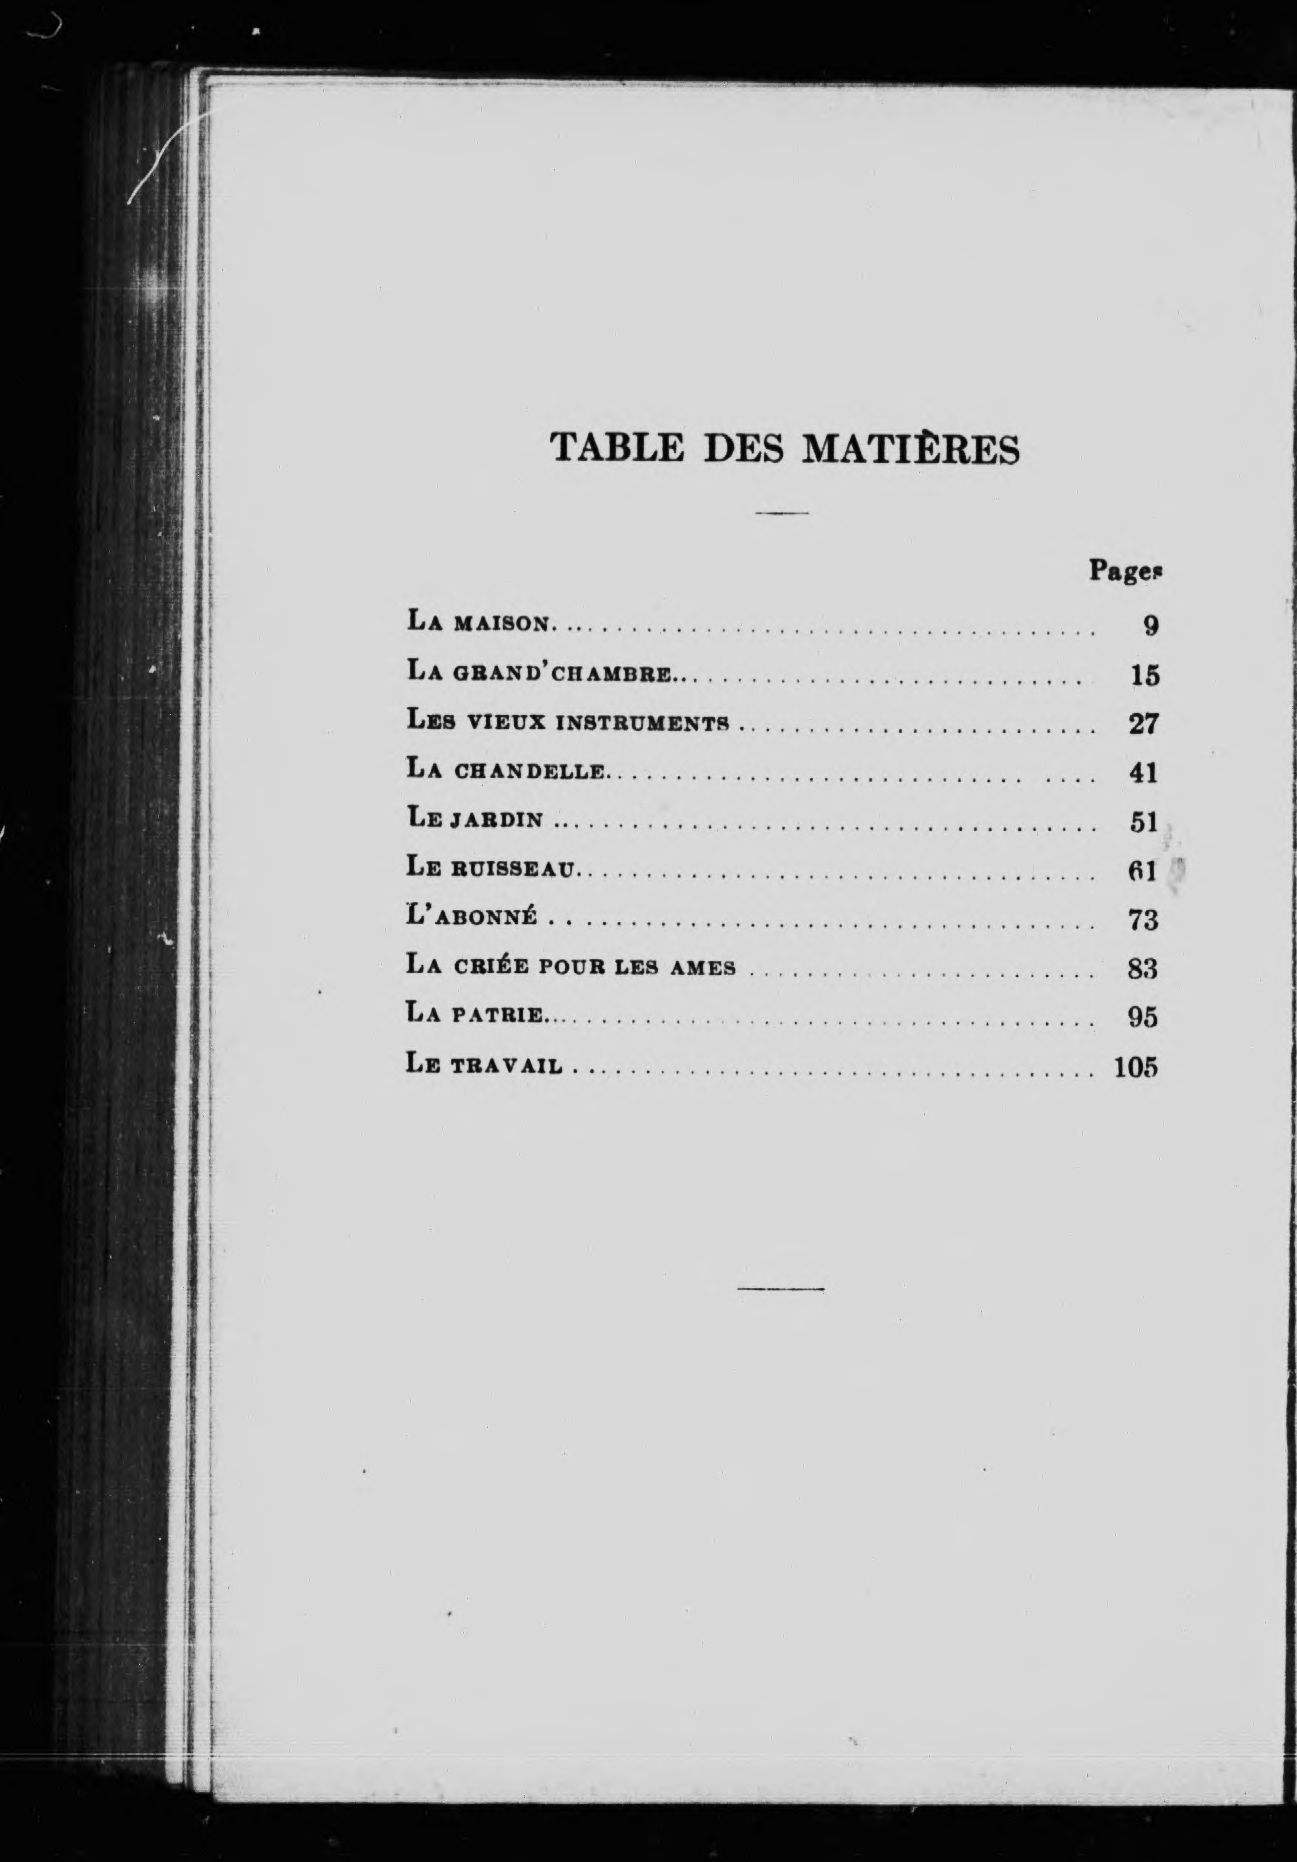 TABLE DES MATIÈRES
Pages
LA MAISON. ........................................ 9
LA GRAND'CHAMBRE.............................. 15
LES VIEUX INSTRUMENTS ......................... 27
LA CHANDELLE................................... 41
LE JARDIN ...................................... 51
LE RUISSEAU..................................... 61
L'ABONNÉ ....................................... 73
LA CRIÉE POUR LES AMES ........................ 83
LA PATRIE....................................... 95
LE TRAVAIL ..................................... 105